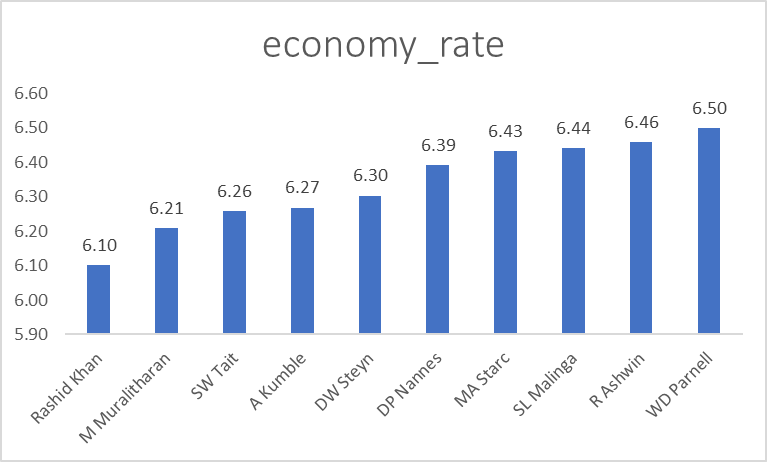 economy_rate
6.60
6.50
6.40
6.30
6.20
6.10
6.00
5.90
6.10
6.21
6.26
6.27
6.30
6.39
6.43
6.44
6.46
6.50
Rashid Khan
M Muralitharan
SW Tait
A Kumble
DW Steyn
DP Nannes
MA Starc
SL Malinga
R Ashwin
WD Parnell